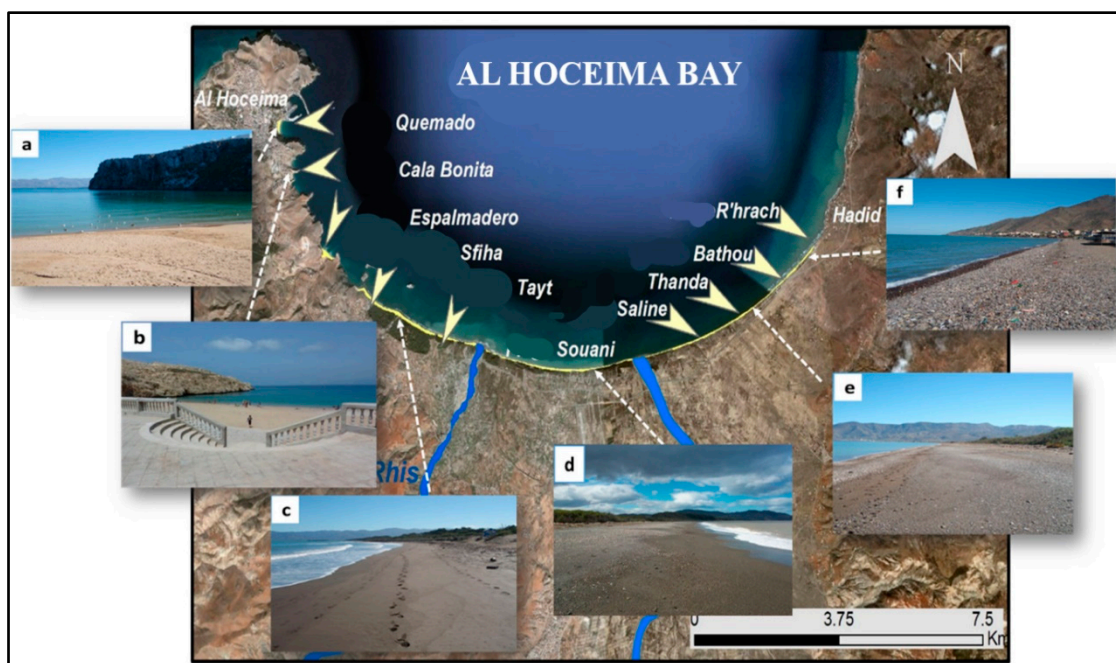 AL HOCEIMA BAY
N
Al Hoceima
Quemado
Cala Bonita
Espalmadero
Sfiha
Tayt
Souani
Saline
Thanda
Bathou
R'hrach
Hadid
Rhis
a
b
c
d
e
f
0 3.75 7.5
Km